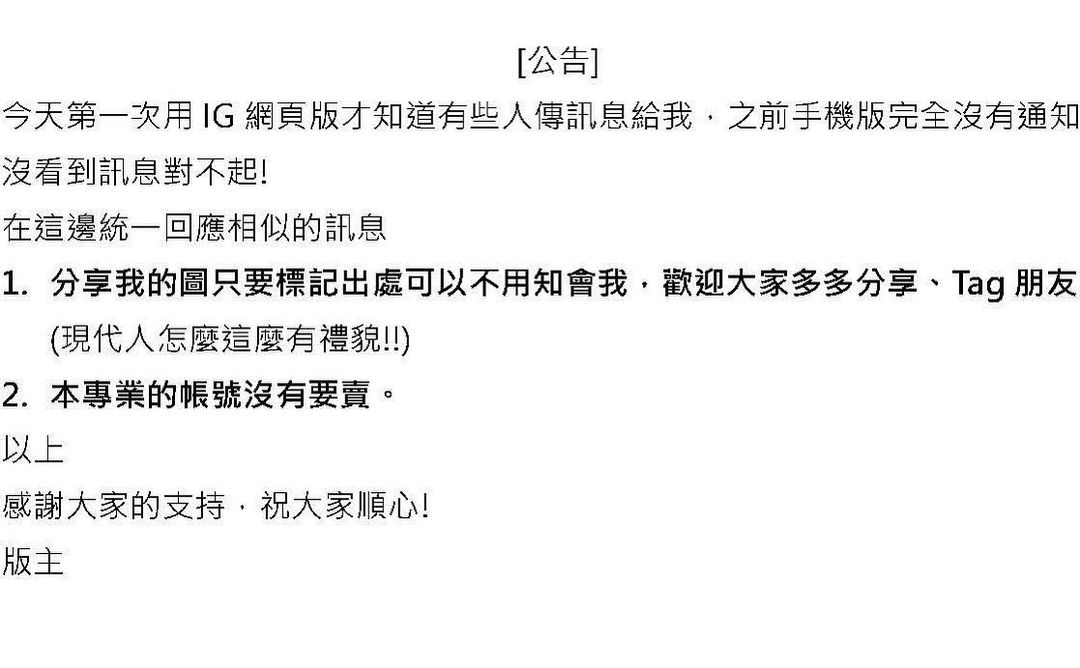 [公告]
今天第一次用 IG 網頁版才知道有些人傳訊息給我，之前手機版完全沒有通知
沒看到訊息對不起!
在這邊統一回應相似的訊息
1. 分享我的圖只要標記出處可以不用知會我，歡迎大家多多分享、Tag 朋友
(現代人怎麼這麼有禮貌!!)
2. 本專業的帳號沒有要賣。
以上
感謝大家的支持，祝大家順心!
版主